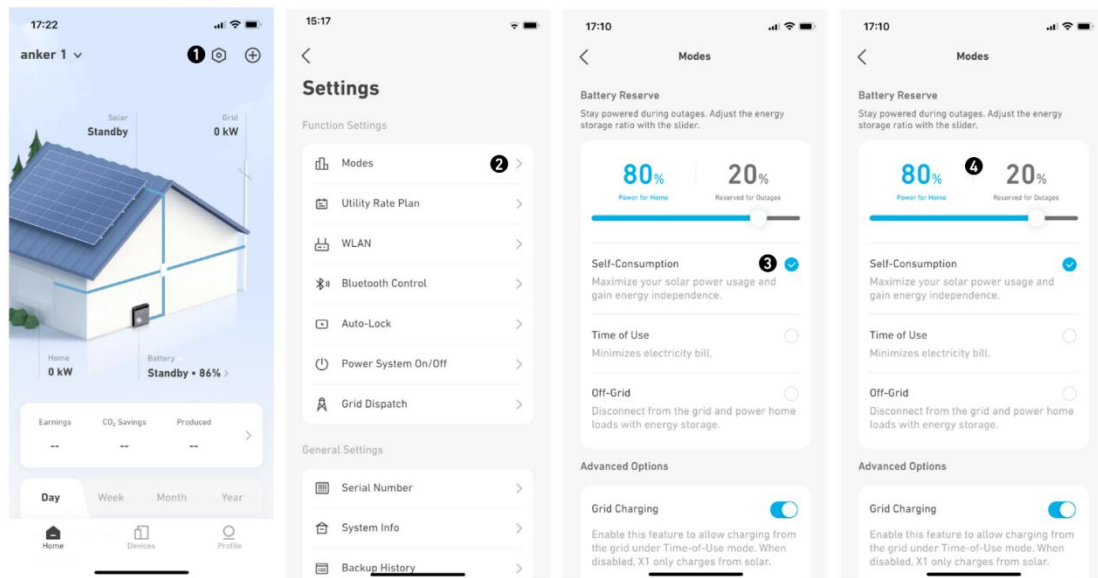 17:22
anker 1
1
Solar
Standby
Grid
0 kW
Home
0 kW
Battery
Standby • 86% >
Earnings
CO₂ Savings
Produced
--
--
--
Day
Week
Month
Year
Home
Devices
Profile
15:17
Settings
Function Settings
Modes
2
Utility Rate Plan
WLAN
Bluetooth Control
Auto-Lock
Power System On/Off
Grid Dispatch
General Settings
Serial Number
System Info
Backup History
17:10
Modes
Battery Reserve
Stay powered during outages. Adjust the energy
storage ratio with the slider.
80%
Power for Home
20%
Reserved for Outages
Self-Consumption
3
Maximize your solar power usage and
gain energy independence.
Time of Use
Minimizes electricity bill.
Off-Grid
Disconnect from the grid and power home
loads with energy storage.
Advanced Options
Grid Charging
Enable this feature to allow charging from
the grid under Time-of-Use mode. When
disabled, X1 only charges from solar.
17:10
Modes
Battery Reserve
Stay powered during outages. Adjust the energy
storage ratio with the slider.
80%
Power for Home
4
20%
Reserved for Outages
Self-Consumption
Maximize your solar power usage and
gain energy independence.
Time of Use
Minimizes electricity bill.
Off-Grid
Disconnect from the grid and power home
loads with energy storage.
Advanced Options
Grid Charging
Enable this feature to allow charging from
the grid under Time-of-Use mode. When
disabled, X1 only charges from solar.